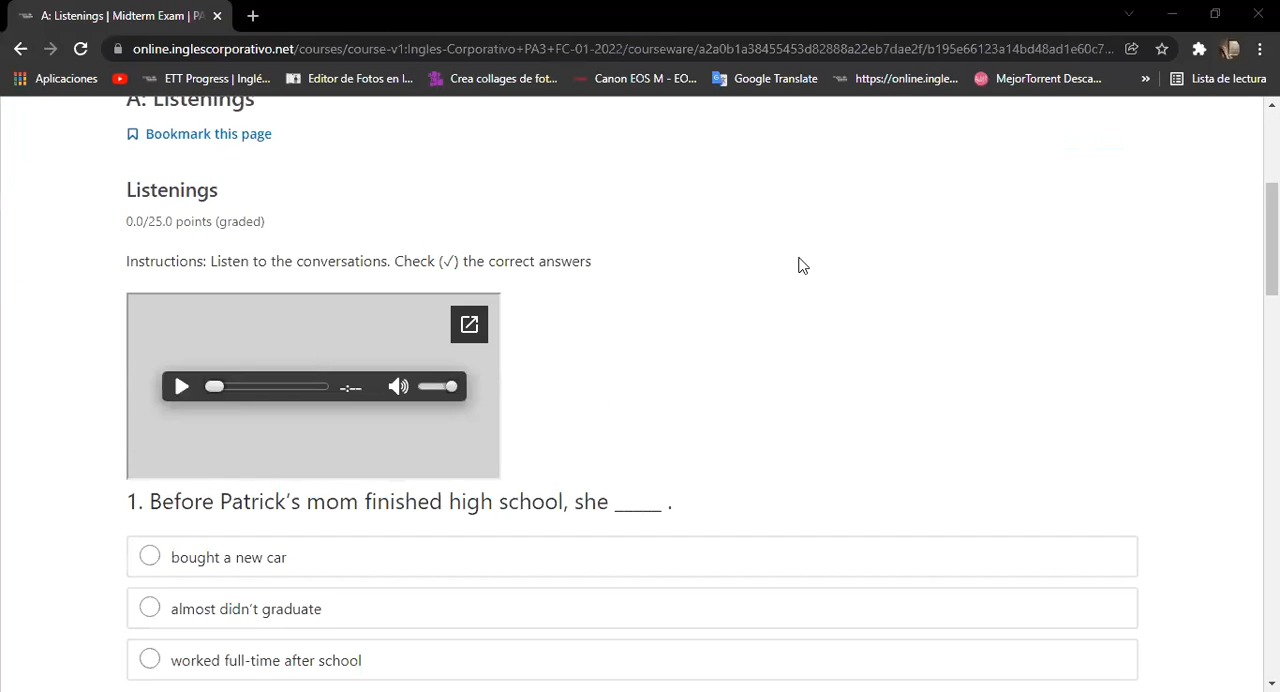 A: Listenings | Midterm Exam | PA
online.inglescorporativo.net/courses/course-v1:Ingles-Corporativo+PA3+FC-01-2022/courseware/a2a0b1a38455453d82888a22eb7dae2f/b195e66123a14bd48ad1e60c7...
Aplicaciones
ETT Progress | Inglé...
Editor de Fotos en l...
Crea collages de fot...
Canon EOS M - EO...
Google Translate
https://online.ingle...
MejorTorrent Desca...
»
Lista de lectura
A: Listenings
Bookmark this page
Listenings
0.0/25.0 points (graded)
Instructions: Listen to the conversations. Check (✓) the correct answers
-:--
1. Before Patrick's mom finished high school, she _____ .
bought a new car
almost didn't graduate
worked full-time after school